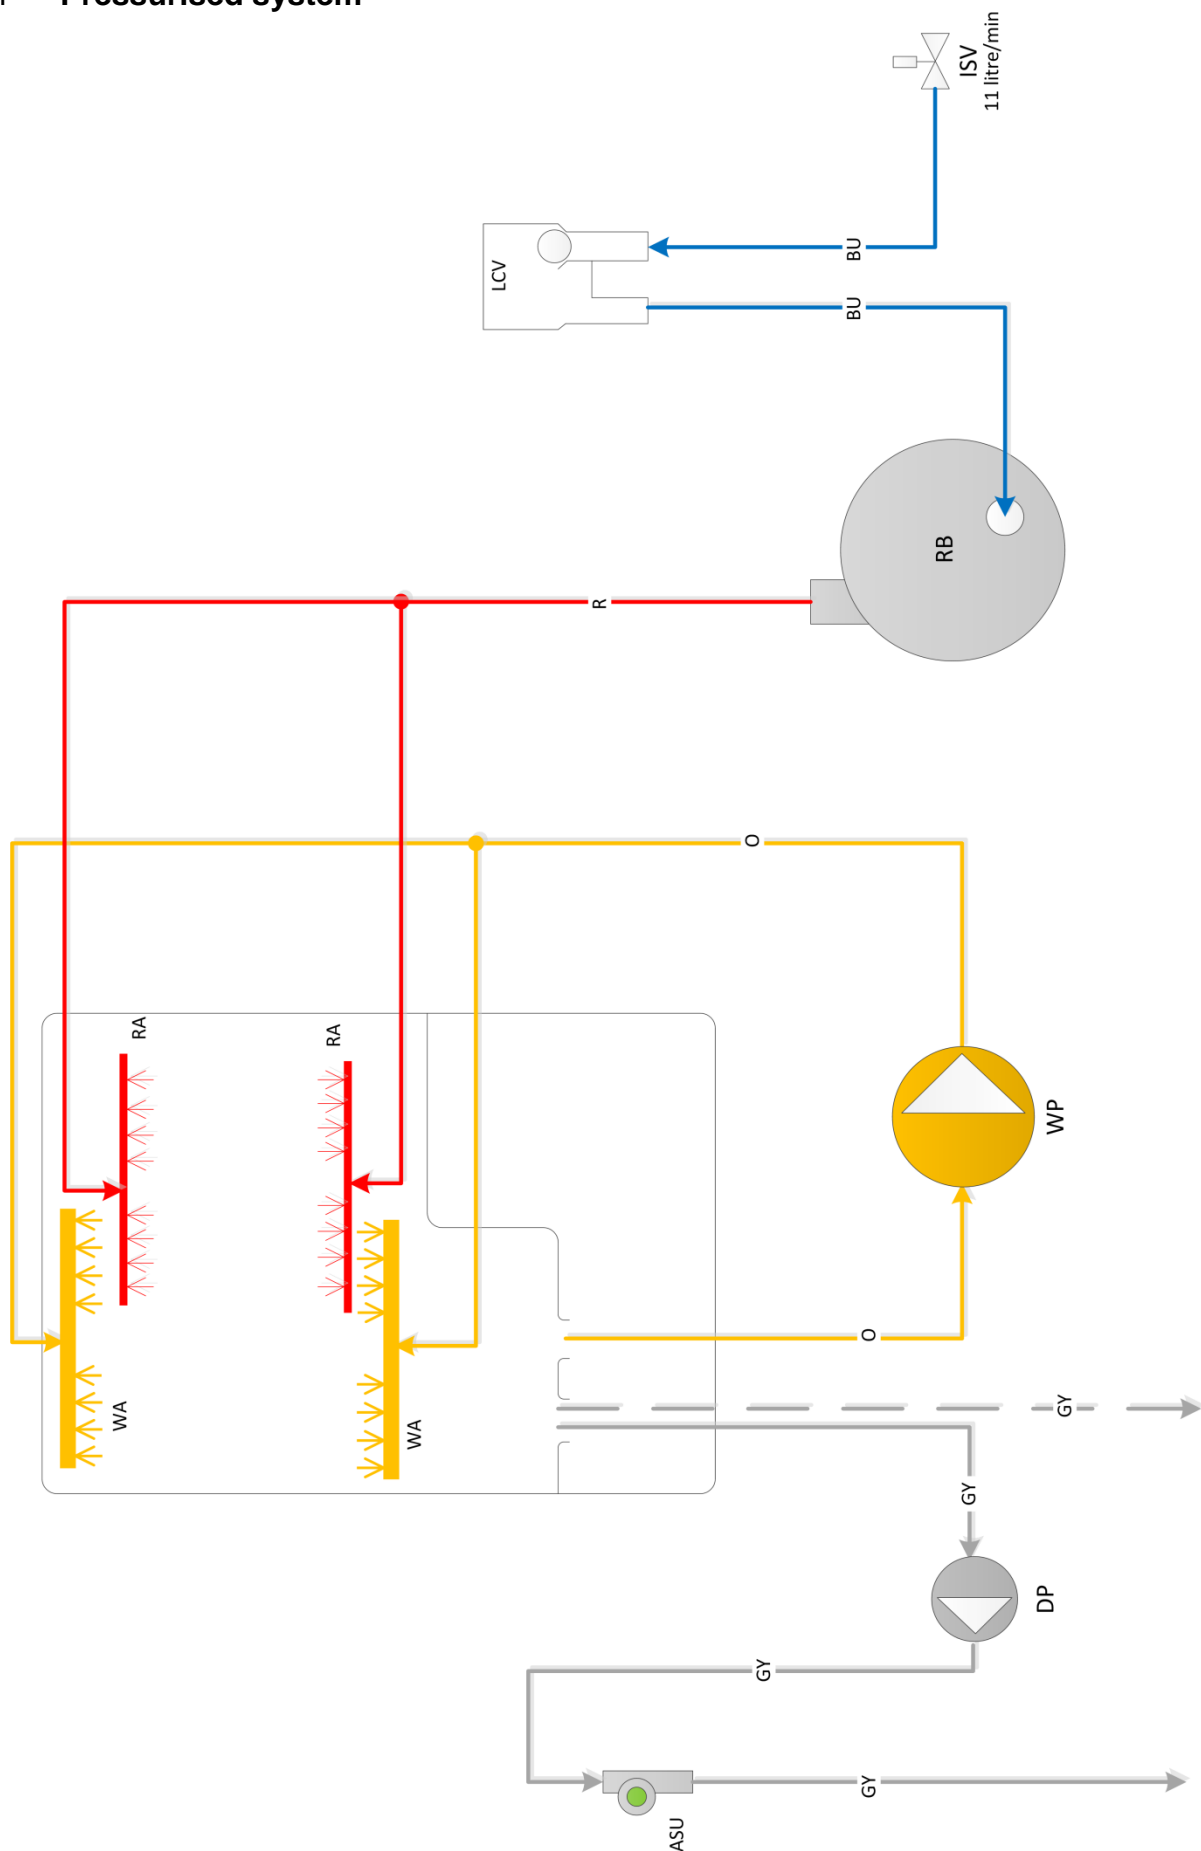 Pressurised system
ISV
11 litre/min
LCV
BU
BU
RB
R
RA
RA
O
WP
O
WA
WA
GY
GY
DP
GY
GY
ASU